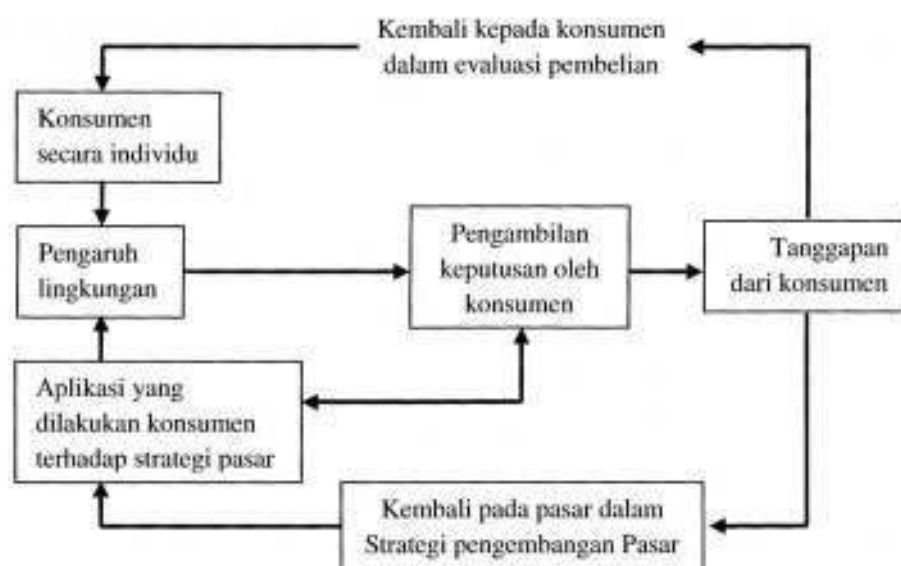 Kembali kepada konsumen
dalam evaluasi pembelian
Konsumen
secara individu
Pengaruh
lingkungan
Pengambilan
keputusan oleh
konsumen
Tanggapan
dari konsumen
Aplikasi yang
dilakukan konsumen
terhadap strategi pasar
Kembali pada pasar dalam
Strategi pengembangan Pasar